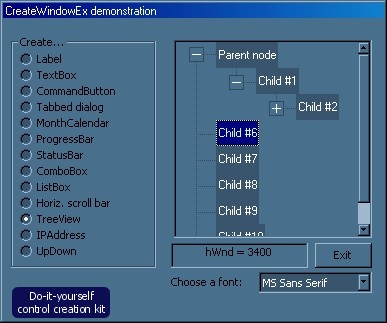 CreateWindowEx demonstration
Create...
Label
TextBox
CommandButton
Tabbed dialog
MonthCalendar
ProgressBar
StatusBar
ComboBox
ListBox
Horiz. scroll bar
TreeView
IPAddress
UpDown
Do-it-yourself
control creation kit
Parent node
Child #1
Child #2
Child #6
Child #7
Child #8
Child #9
Child #10
hWnd = 3400
Exit
Choose a font:
MS Sans Serif